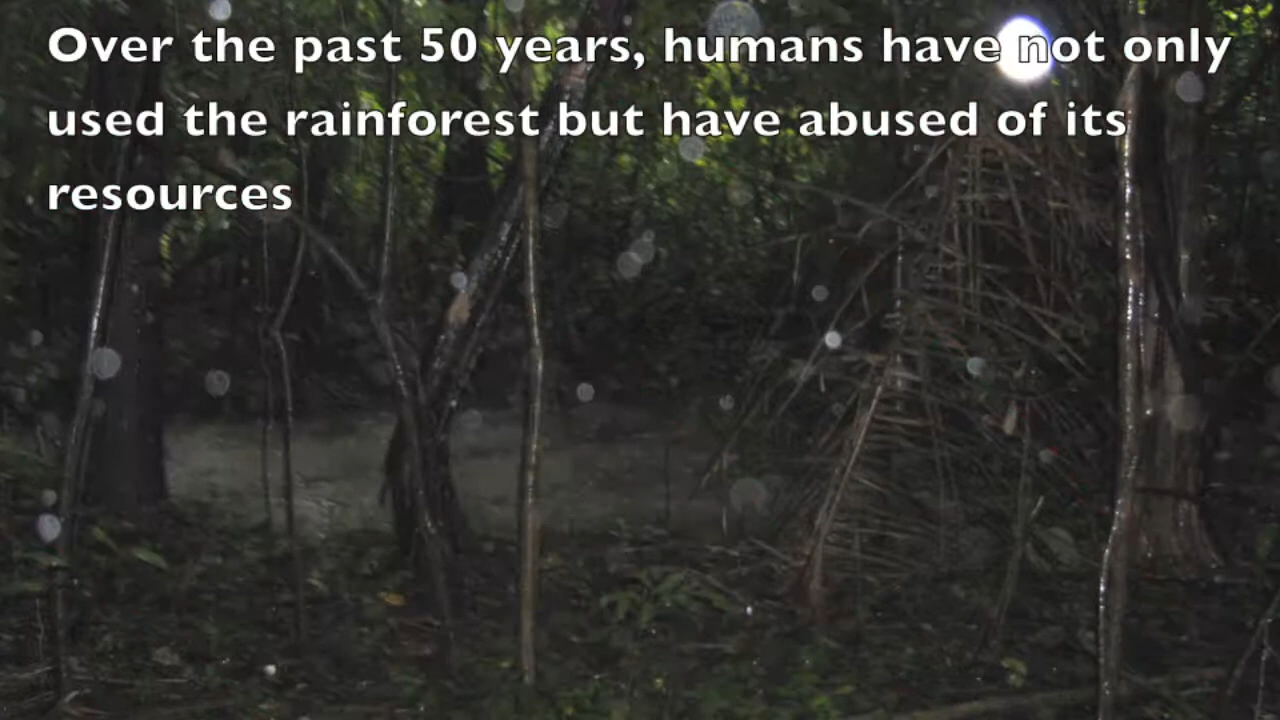 Over the past 50 years, humans have not only
used the rainforest but have abused of its
resources